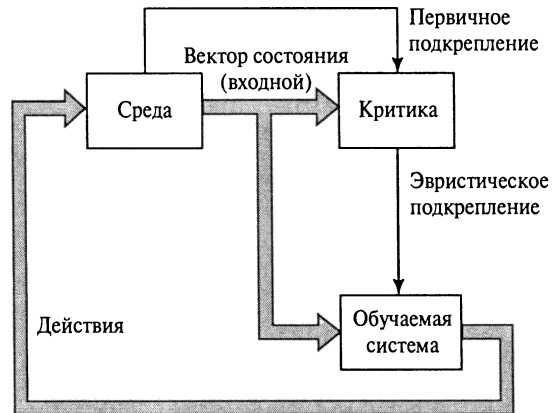 Первичное
подкрепление
Вектор состояния
(входной)
Среда
Критика
Эвристическое
подкрепление
Действия
Обучаемая
система